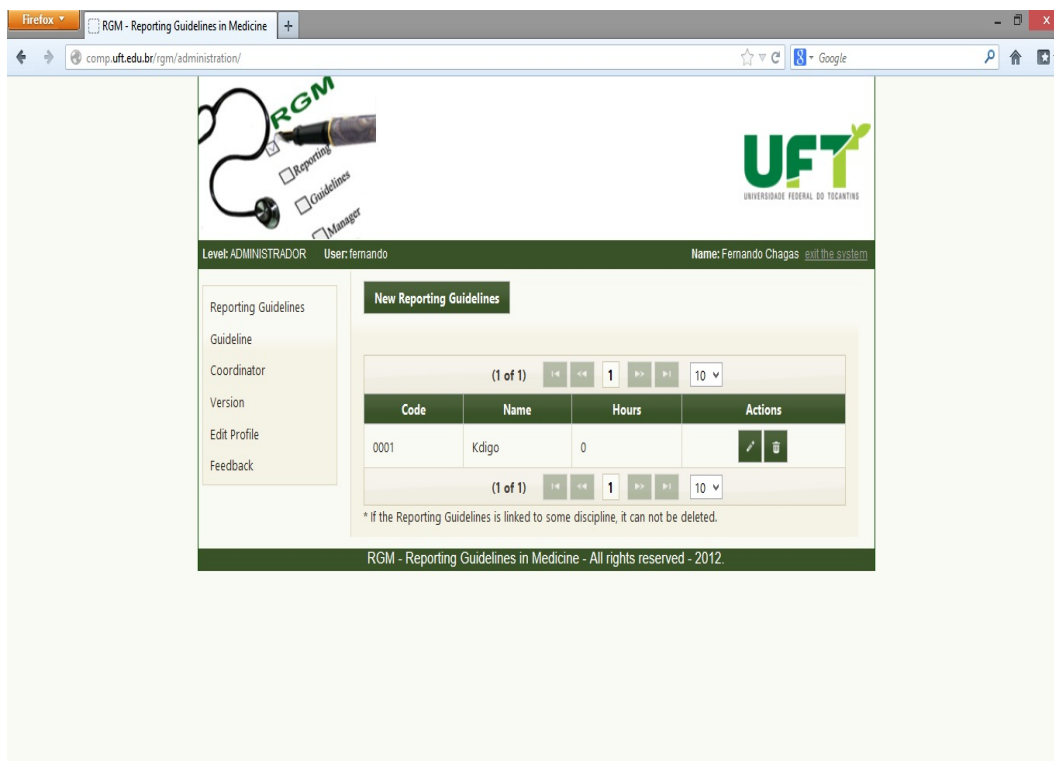 Firefox
RGM - Reporting Guidelines in Medicine
+
comp.uft.edu.br/rgm/administration/
Google
RGM
Reporting
Guidelines
Manager
UFT
UNIVERSIDADE FEDERAL DO TOCANTINS
Level: ADMINISTRADOR User: fernando Name: Fernando Chagas exit the system
Reporting Guidelines
Guideline
Coordinator
Version
Edit Profile
Feedback
New Reporting Guidelines
(1 of 1) 1 10
Code Name Hours Actions
0001 Kdigo 0
(1 of 1) 1 10
* If the Reporting Guidelines is linked to some discipline, it can not be deleted.
RGM - Reporting Guidelines in Medicine - All rights reserved - 2012.